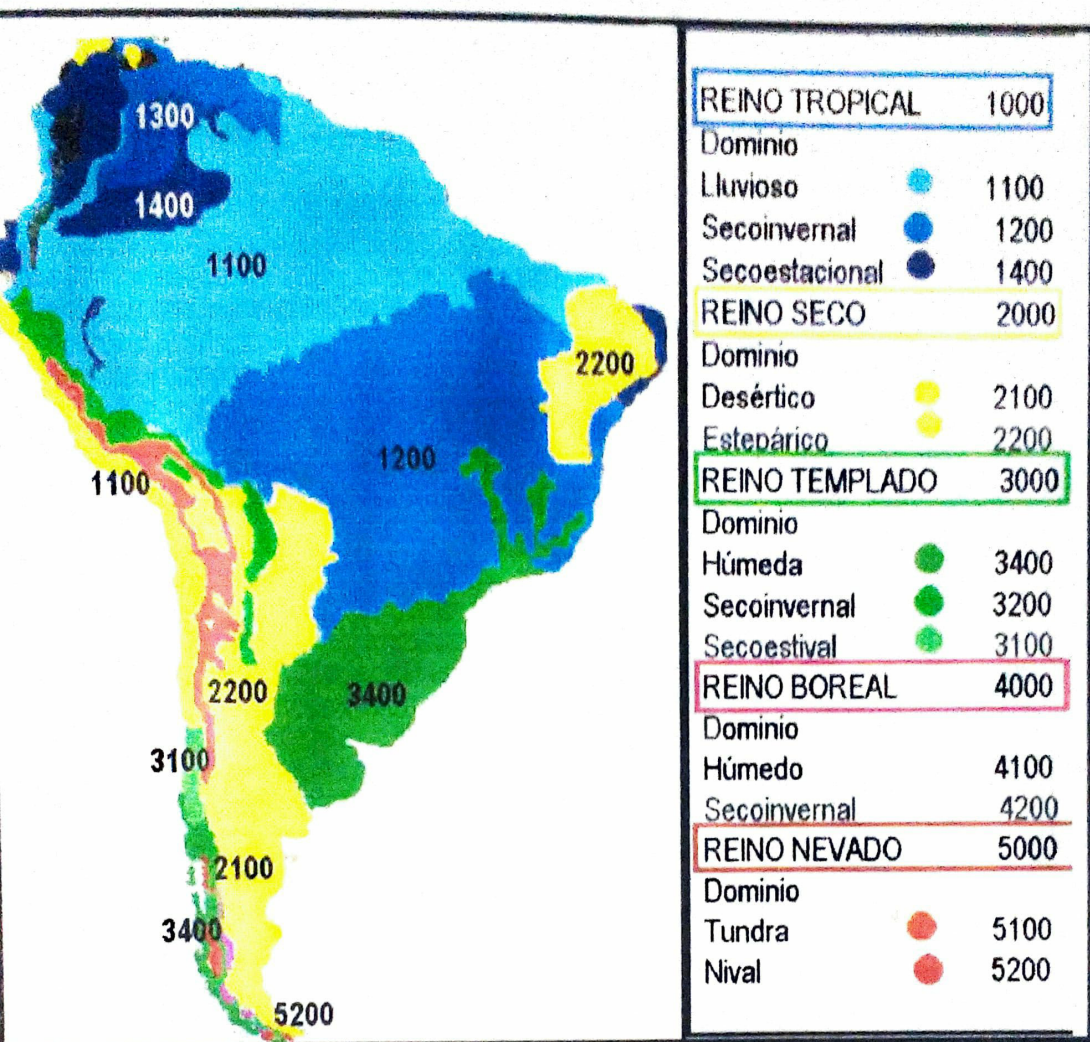 1300
1400
1100
2200
1200
1100
2200
3400
3100
2100
3400
5200
REINO TROPICAL 1000
Dominio
Lluvioso 1100
Secoinvernal 1200
Secoestacional 1400
REINO SECO 2000
Dominio
Desértico 2100
Estepárico 2200
REINO TEMPLADO 3000
Dominio
Húmeda 3400
Secoinvernal 3200
Secoestival 3100
REINO BOREAL 4000
Dominio
Húmedo 4100
Secoinvernal 4200
REINO NEVADO 5000
Dominio
Tundra 5100
Nival 5200